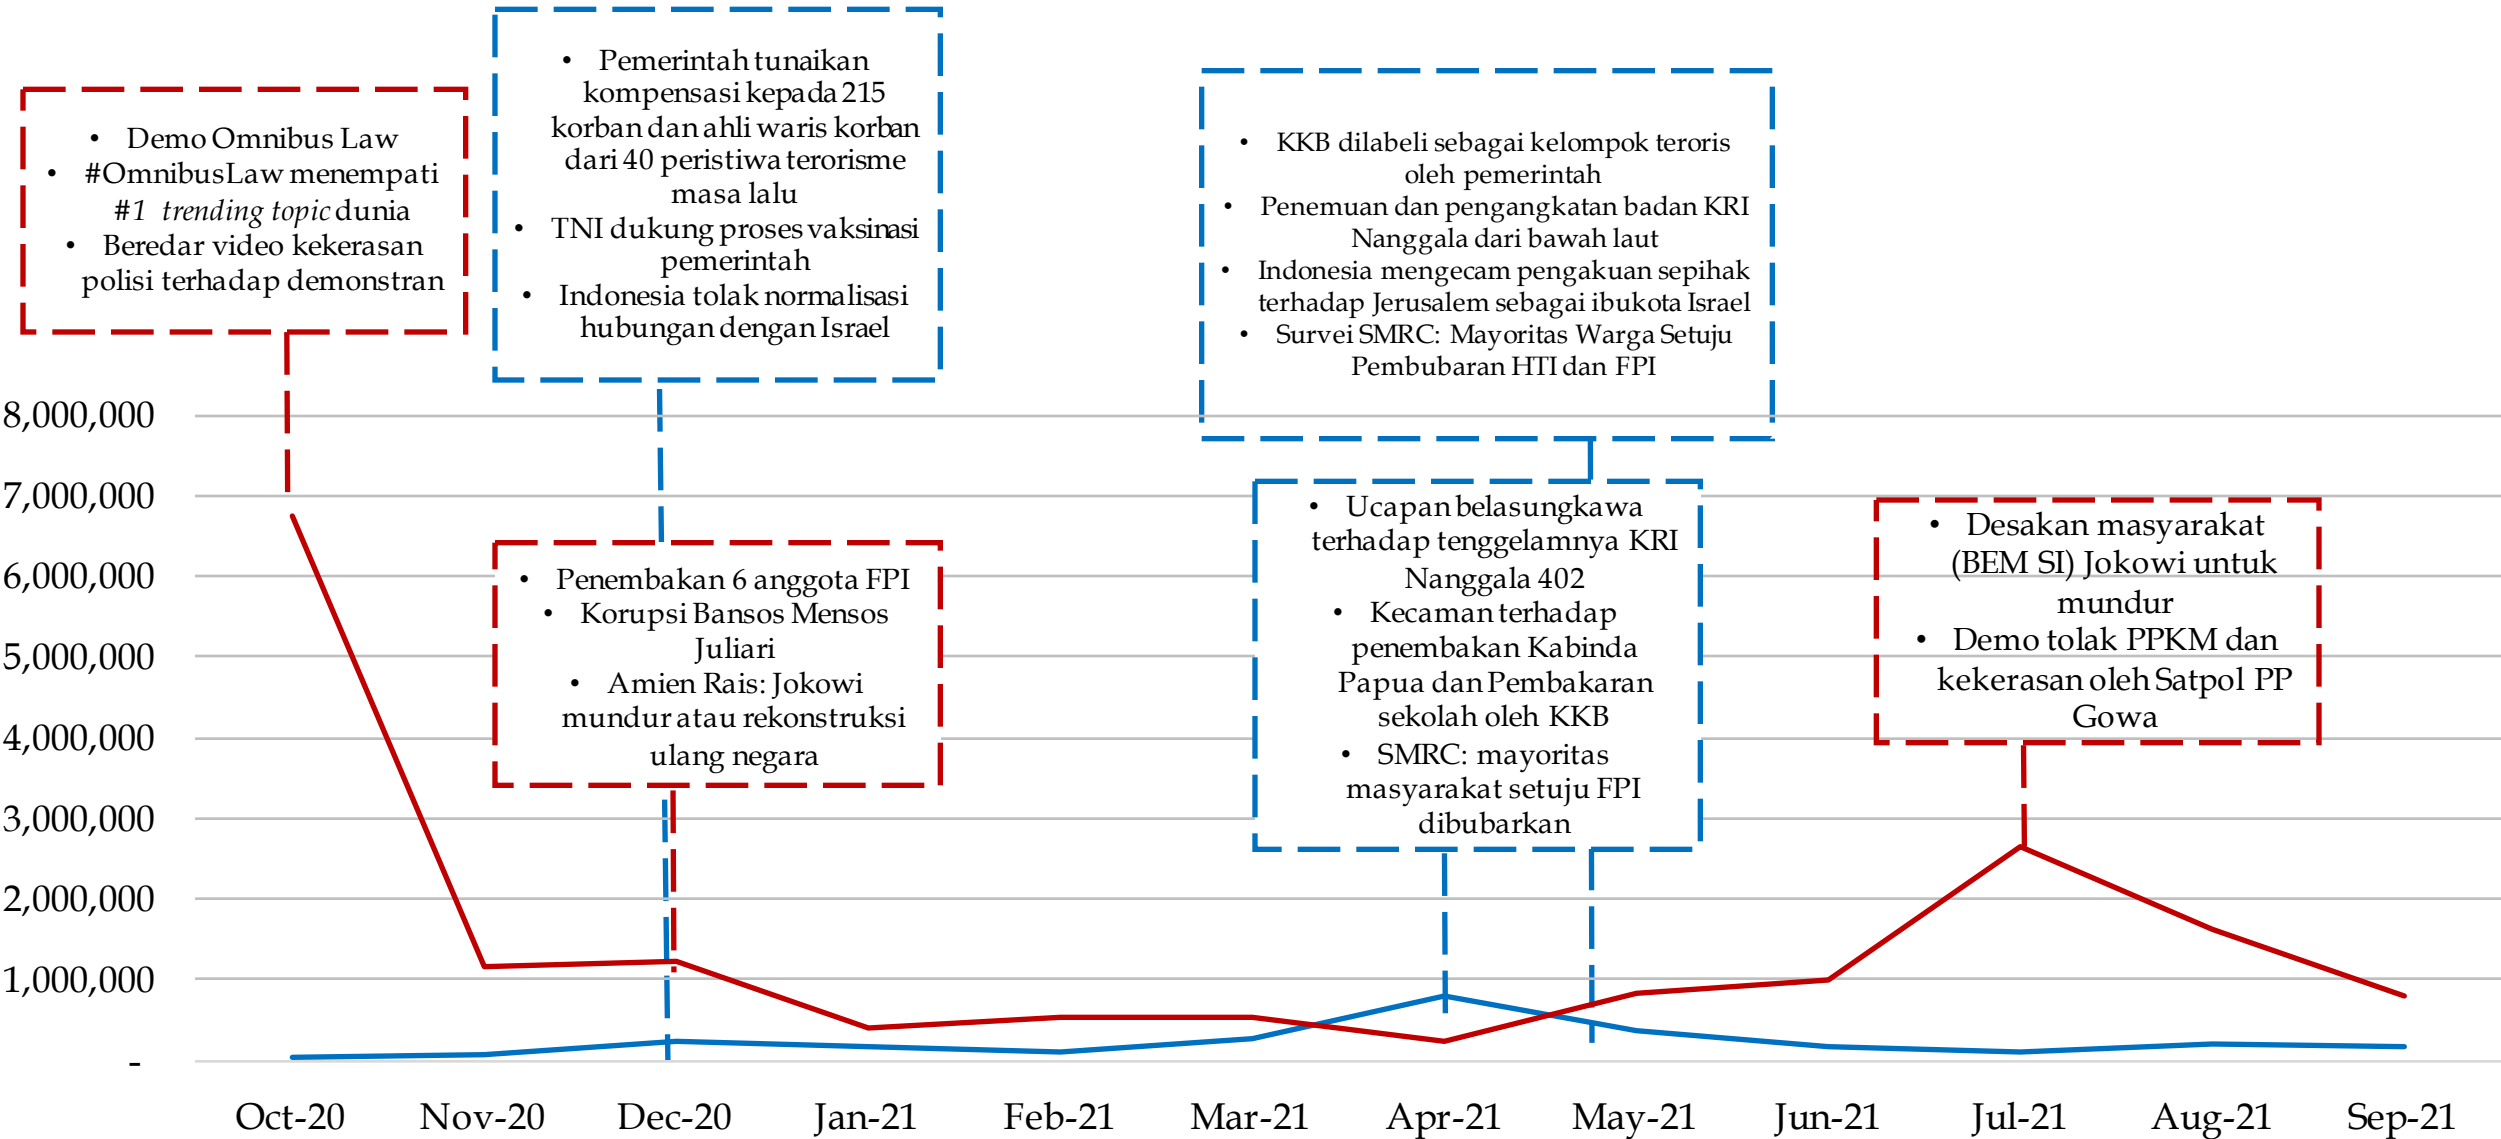 • Demo Omnibus Law
• #OmnibusLaw menempati
#1 trending topic dunia
• Beredar video kekerasan
polisi terhadap demonstran
• Pemerintah tunaikan
kompensasi kepada 215
korban dan ahli waris korban
dari 40 peristiwa terorisme
masa lalu
• TNI dukung proses vaksinasi
pemerintah
• Indonesia tolak normalisasi
hubungan dengan Israel
• KKB dilabeli sebagai kelompok teroris
oleh pemerintah
• Penemuan dan pengangkatan badan KRI
Nanggala dari bawah laut
• Indonesia mengecam pengakuan sepihak
terhadap Jerusalem sebagai ibukota Israel
• Survei SMRC: Mayoritas Warga Setuju
Pembubaran HTI dan FPI
• Penembakan 6 anggota FPI
• Korupsi Bansos Mensos
Juliari
• Amien Rais: Jokowi
mundur atau rekonstruksi
ulang negara
• Ucapan belasungkawa
terhadap tenggelamnya KRI
Nanggala 402
• Kecaman terhadap
penembakan Kabinda
Papua dan Pembakaran
sekolah oleh KKB
• SMRC: mayoritas
masyarakat setuju FPI
dibubarkan
• Desakan masyarakat
(BEM SI) Jokowi untuk
mundur
• Demo tolak PPKM dan
kekerasan oleh Satpol PP
Gowa
8,000,000
7,000,000
6,000,000
5,000,000
4,000,000
3,000,000
2,000,000
1,000,000
-
Oct-20 Nov-20 Dec-20 Jan-21 Feb-21 Mar-21 Apr-21 May-21 Jun-21 Jul-21 Aug-21 Sep-21